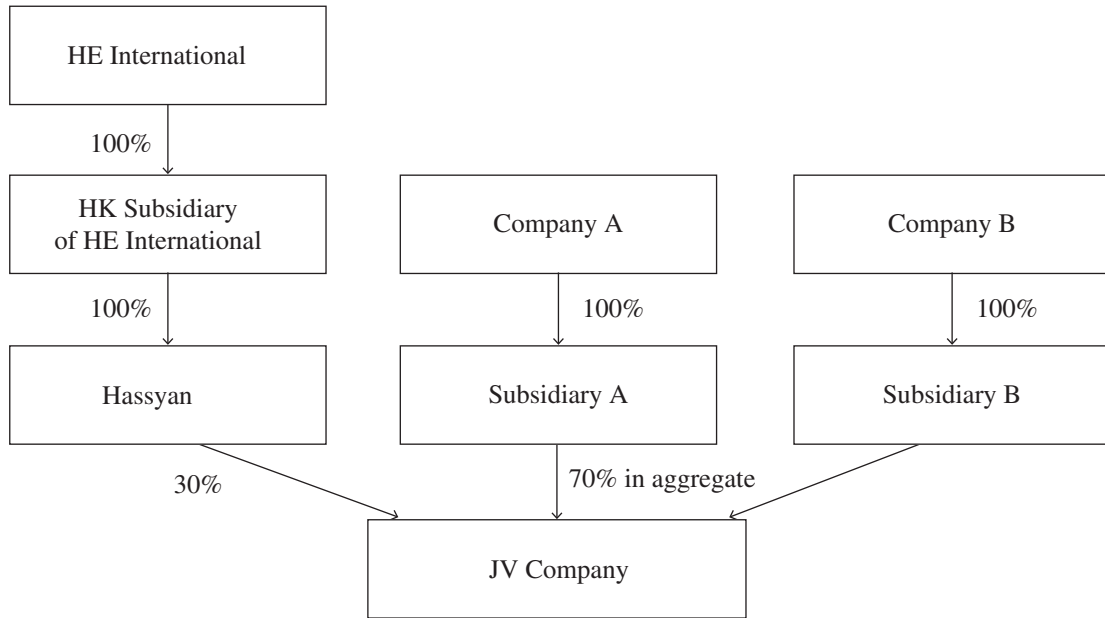 HE International
100%
HK Subsidiary
of HE International
Company A
Company B
100%
100%
100%
Hassyan
Subsidiary A
Subsidiary B
30%
70% in aggregate
JV Company